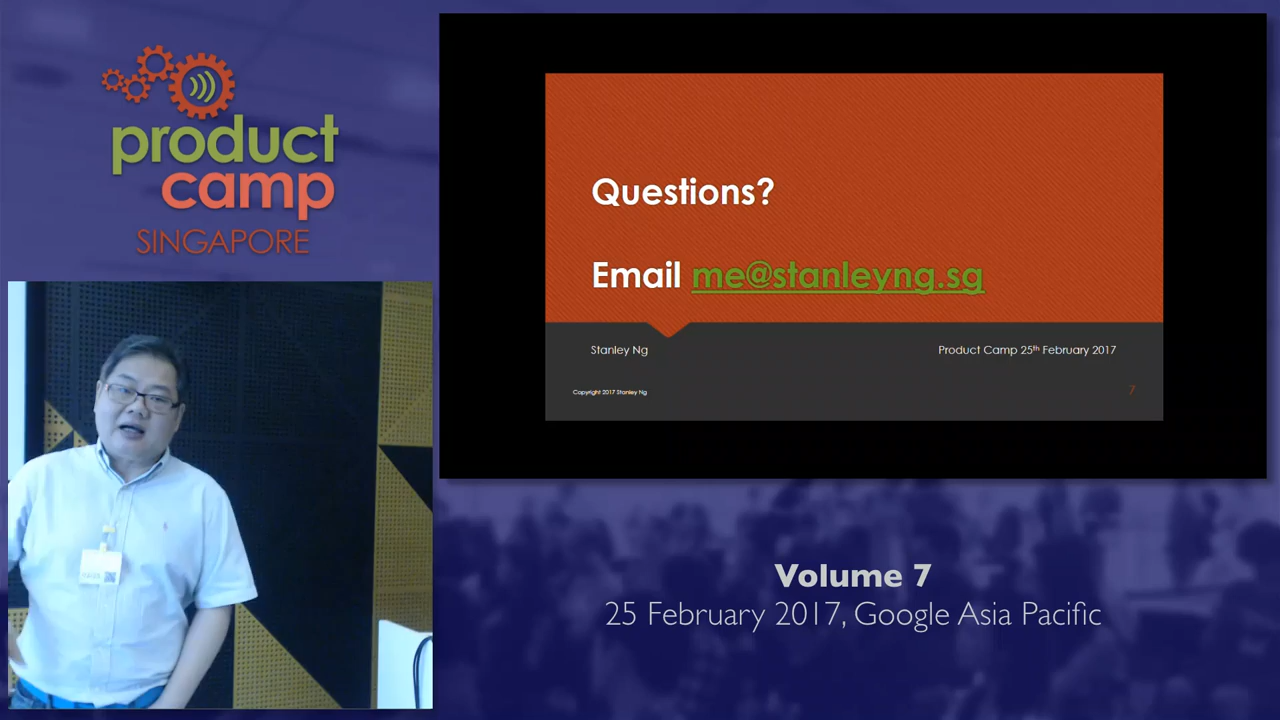 product
camp
SINGAPORE
Questions?
Email me@stanleyng.sg
Stanley Ng
Product Camp 25th February 2017
Copyright 2017 Stanley Ng
7
Volume 7
25 February 2017, Google Asia Pacific